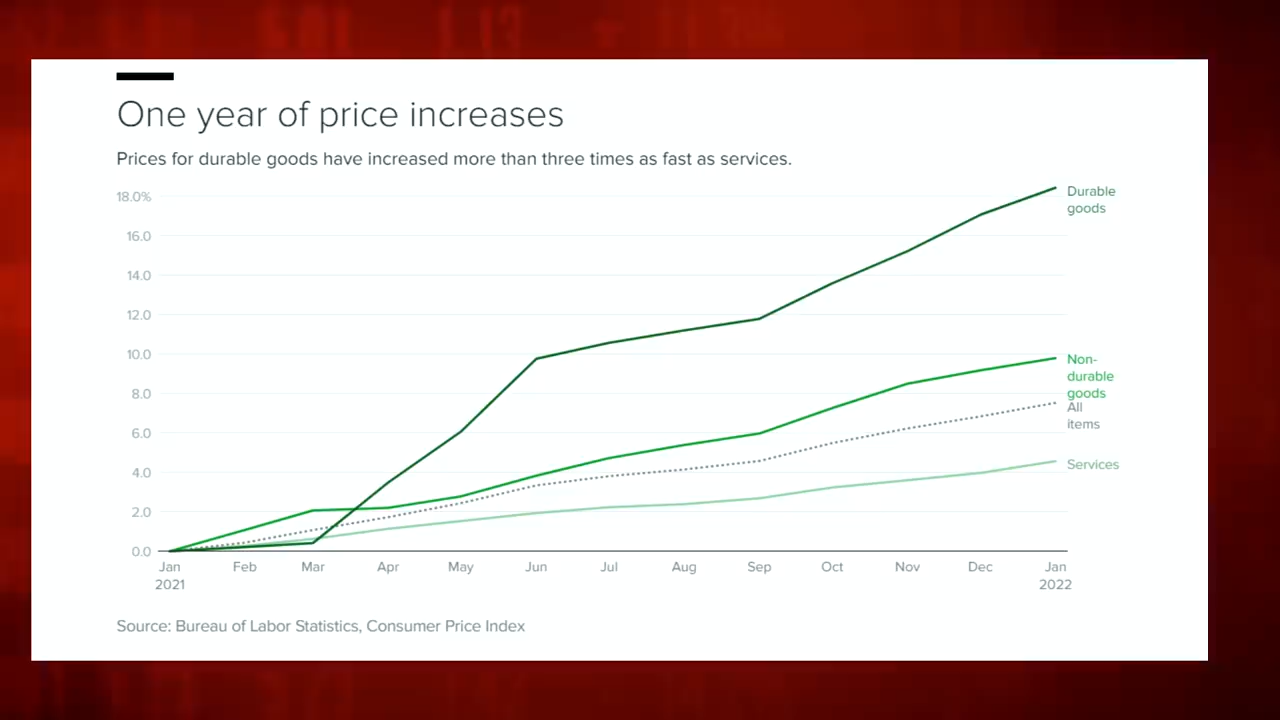 One year of price increases
Prices for durable goods have increased more than three times as fast as services.
18.0%
16.0
14.0
12.0
10.0
8.0
6.0
4.0
2.0
0.0
Durable
goods
Non-
durable
goods
All
items
Services
Jan Feb Mar Apr May Jun Jul Aug Sep Oct Nov Dec Jan
2021 2022
Source: Bureau of Labor Statistics, Consumer Price Index